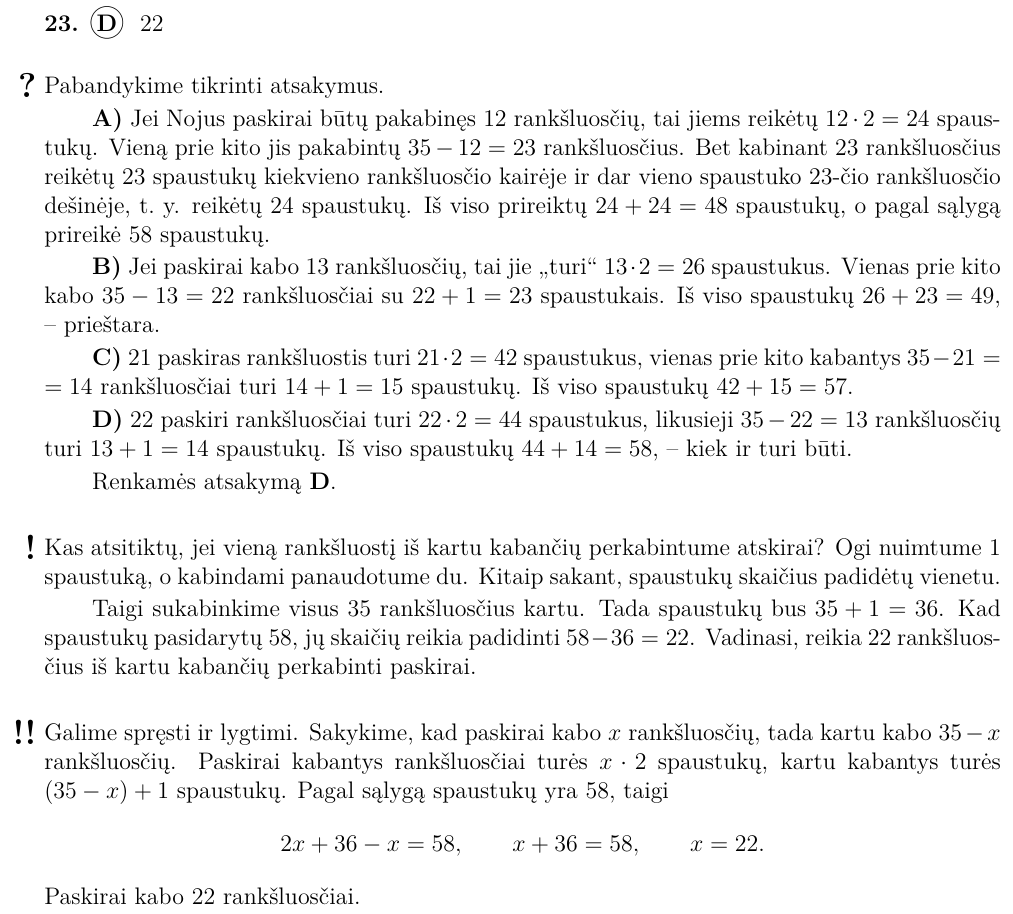 23. (D) 22
? Pabandykime tikrinti atsakymus.
A) Jei Nojus paskirai būtų pakabinęs 12 rankšluosčių, tai jiems reikėtų 12 · 2 = 24 spaus-
tukų. Vieną prie kito jis pakabintų 35 − 12 = 23 rankšluosčius. Bet kabinant 23 rankšluosčius
reikėtų 23 spaustukų kiekvieno rankšluosčio kairėje ir dar vieno spaustuko 23-čio rankšluosčio
dešinėje, t. y. reikėtų 24 spaustukų. Iš viso prireiktų 24 + 24 = 48 spaustukų, o pagal sąlygą
prireikė 58 spaustukų.
B) Jei paskirai kabo 13 rankšluosčių, tai jie „turi“ 13 · 2 = 26 spaustukus. Vienas prie kito
kabo 35 − 13 = 22 rankšluosčiai su 22 + 1 = 23 spaustukais. Iš viso spaustukų 26 + 23 = 49,
– prieštara.
C) 21 paskiras rankšluostis turi 21 · 2 = 42 spaustukus, vienas prie kito kabantys 35 − 21 =
= 14 rankšluosčiai turi 14 + 1 = 15 spaustukų. Iš viso spaustukų 42 + 15 = 57.
D) 22 paskiri rankšluosčiai turi 22 · 2 = 44 spaustukus, likusieji 35 − 22 = 13 rankšluosčių
turi 13 + 1 = 14 spaustukų. Iš viso spaustukų 44 + 14 = 58, – kiek ir turi būti.
Renkamės atsakymą D.
! Kas atsitiktų, jei vieną rankšluostį iš kartu kabančių perkabintume atskirai? Ogi nuimtume 1
spaustuką, o kabindami panaudotume du. Kitaip sakant, spaustukų skaičius padidėtų vienetu.
Taigi sukabinkime visus 35 rankšluosčius kartu. Tada spaustukų bus 35 + 1 = 36. Kad
spaustukų pasidarytų 58, jų skaičių reikia padidinti 58 − 36 = 22. Vadinasi, reikia 22 rankšluos-
čius iš kartu kabančių perkabinti paskirai.
!! Galime spręsti ir lygtimi. Sakykime, kad paskirai kabo x rankšluosčių, tada kartu kabo 35 − x
rankšluosčių. Paskirai kabantys rankšluosčiai turės x · 2 spaustukų, kartu kabantys turės
(35 − x) + 1 spaustukų. Pagal sąlygą spaustukų yra 58, taigi
2x + 36 − x = 58, x + 36 = 58, x = 22.
Paskirai kabo 22 rankšluosčiai.